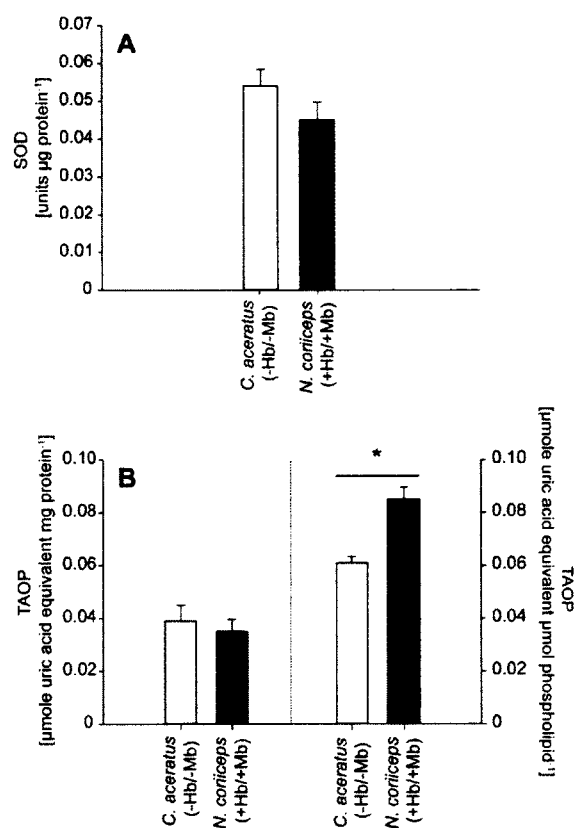 A
SOD
[units µg protein⁻¹]
0.07
0.06
0.05
0.04
0.03
0.02
0.01
0
C. aceratus
(-Hb/-Mb)
N. coriiceps
(+Hb/+Mb)
B
TAOP
[µmole uric acid equivalent mg protein⁻¹]
0.10
0.08
0.06
0.04
0.02
0
*
0.10
0.08
0.06
0.04
0.02
0
TAOP
[µmole uric acid equivalent µmol phospholipid⁻¹]
C. aceratus
(-Hb/-Mb)
N. coriiceps
(+Hb/+Mb)
C. aceratus
(-Hb/-Mb)
N. coriiceps
(+Hb/+Mb)